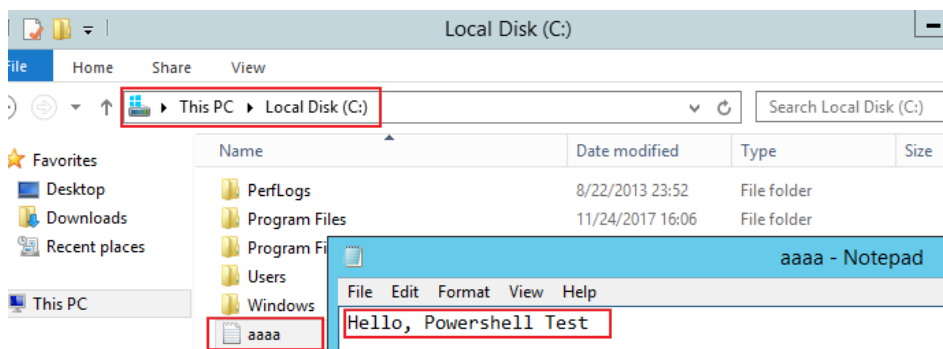 Local Disk (C:)
File Home Share View
This PC Local Disk (C:)
Search Local Disk (C:)
Name Date modified Type Size
Favorites
Desktop
Downloads
Recent places
This PC
PerfLogs 8/22/2013 23:52 File folder
Program Files 11/24/2017 16:06 File folder
Program Fi
Users
Windows
aaaa
aaaa - Notepad
File Edit Format View Help
Hello, Powershell Test